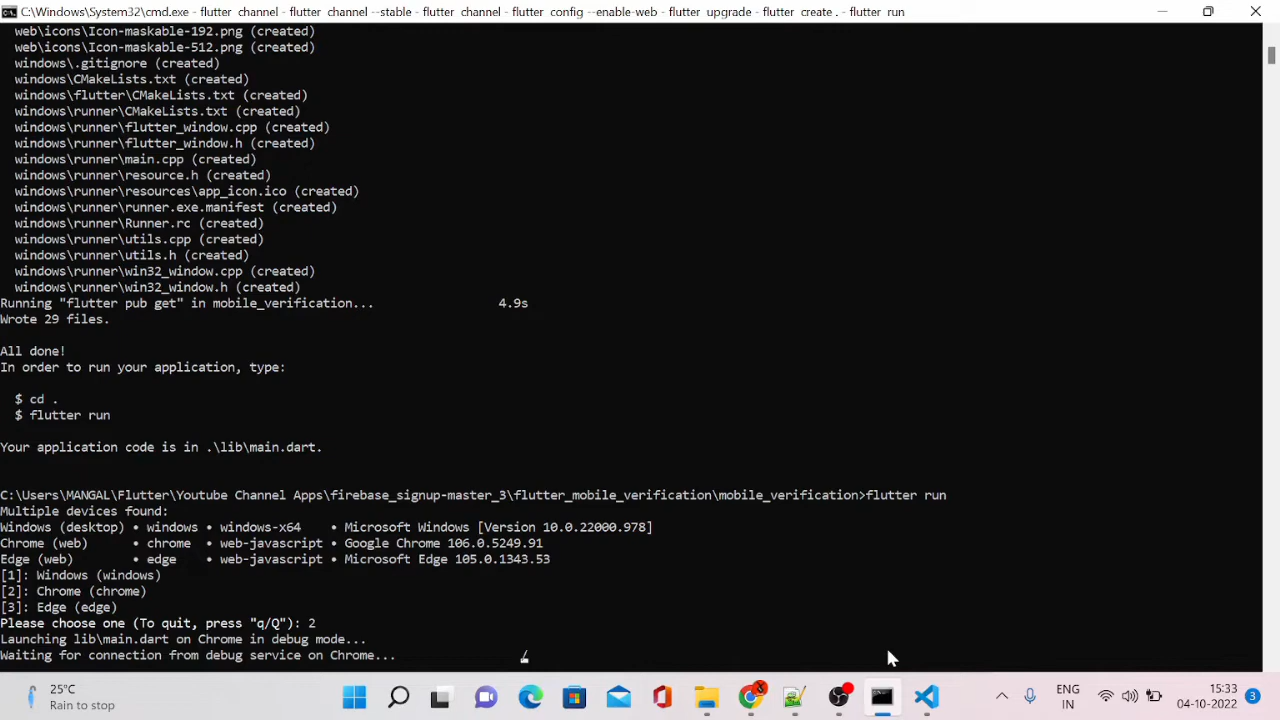 C:\Windows\System32\cmd.exe - flutter channel - flutter channel --stable - flutter channel - flutter config --enable-web - flutter upgrade - flutter create . - flutter run
web\icons\Icon-maskable-192.png (created)
web\icons\Icon-maskable-512.png (created)
windows\.gitignore (created)
windows\CMakeLists.txt (created)
windows\flutter\CMakeLists.txt (created)
windows\runner\CMakeLists.txt (created)
windows\runner\flutter_window.cpp (created)
windows\runner\flutter_window.h (created)
windows\runner\main.cpp (created)
windows\runner\resource.h (created)
windows\runner\resources\app_icon.ico (created)
windows\runner\runner.exe.manifest (created)
windows\runner\Runner.rc (created)
windows\runner\utils.cpp (created)
windows\runner\utils.h (created)
windows\runner\win32_window.cpp (created)
windows\runner\win32_window.h (created)
Running "flutter pub get" in mobile_verification... 4.9s
Wrote 29 files.
All done!
In order to run your application, type:
$ cd .
$ flutter run
Your application code is in .\lib\main.dart.
C:\Users\MANGAL\Flutter\Youtube Channel Apps\firebase_signup-master_3\flutter_mobile_verification\mobile_verification>flutter run
Multiple devices found:
Windows (desktop) • windows • windows-x64 • Microsoft Windows [Version 10.0.22000.978]
Chrome (web) • chrome • web-javascript • Google Chrome 106.0.5249.91
Edge (web) • edge • web-javascript • Microsoft Edge 105.0.1343.53
[1]: Windows (windows)
[2]: Chrome (chrome)
[3]: Edge (edge)
Please choose one (To quit, press "q/Q"): 2
Launching lib\main.dart on Chrome in debug mode...
Waiting for connection from debug service on Chrome... /
25°C
Rain to stop
ENG
IN
15:33
04-10-2022
3